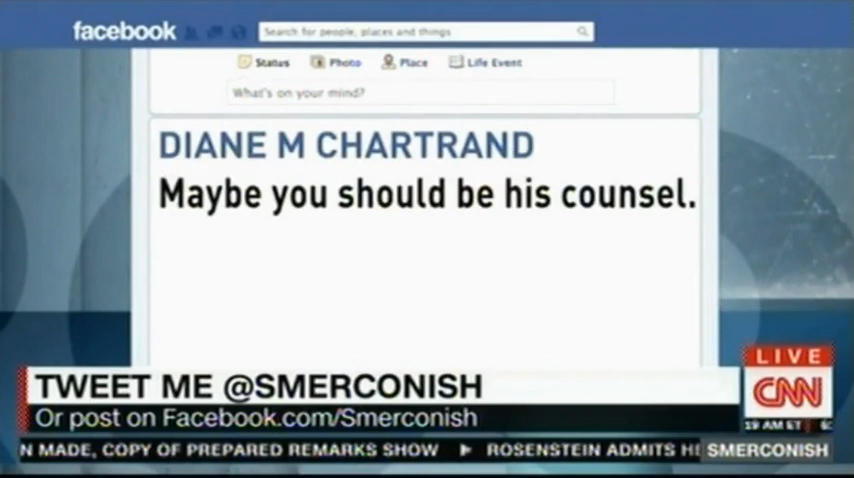 facebook
Search for people, places and things
Status Photo Place Life Event
What's on your mind?
DIANE M CHARTRAND
Maybe you should be his counsel.
LIVE
CNN
TWEET ME @SMERCONISH
Or post on Facebook.com/Smerconish
AM ET
N MADE, COPY OF PREPARED REMARKS SHOW ROSENSTEIN ADMITS SMERCONISH